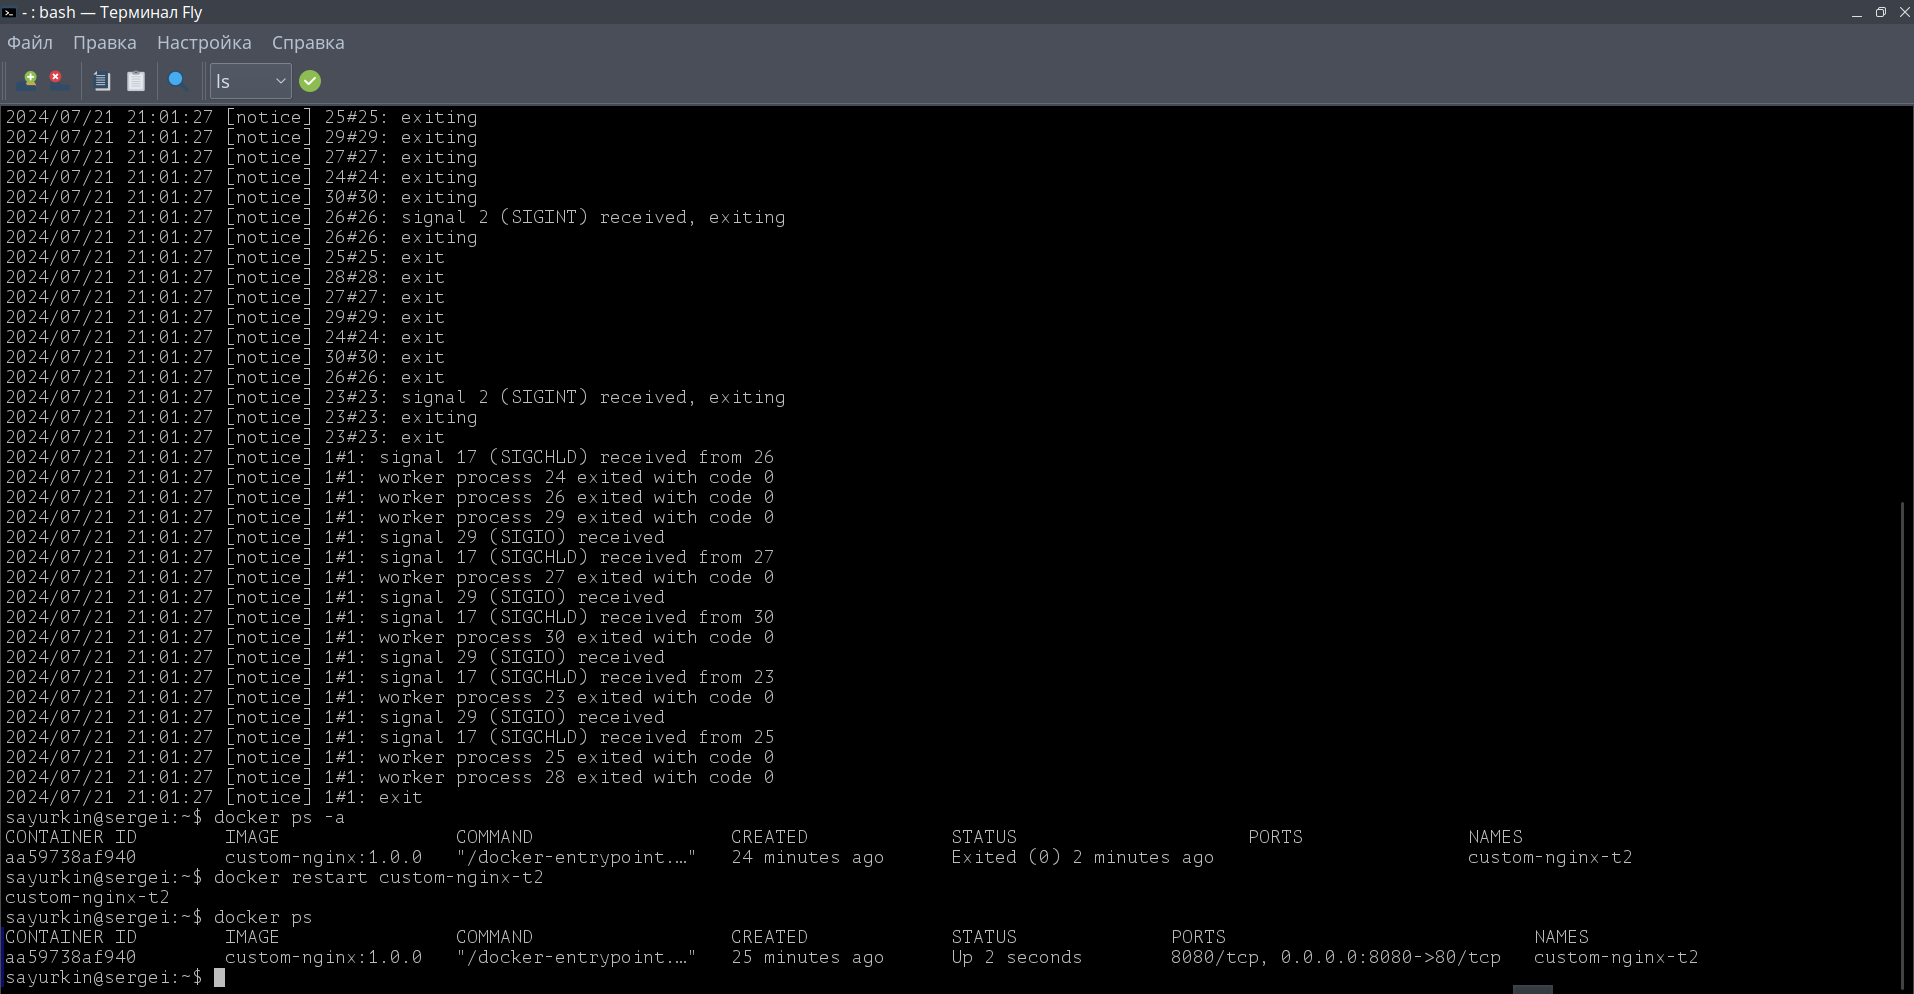 - : bash — Терминал Fly
Файл Правка Настройка Справка
ls
2024/07/21 21:01:27 [notice] 25#25: exiting
2024/07/21 21:01:27 [notice] 29#29: exiting
2024/07/21 21:01:27 [notice] 27#27: exiting
2024/07/21 21:01:27 [notice] 24#24: exiting
2024/07/21 21:01:27 [notice] 30#30: exiting
2024/07/21 21:01:27 [notice] 26#26: signal 2 (SIGINT) received, exiting
2024/07/21 21:01:27 [notice] 26#26: exiting
2024/07/21 21:01:27 [notice] 25#25: exit
2024/07/21 21:01:27 [notice] 28#28: exit
2024/07/21 21:01:27 [notice] 27#27: exit
2024/07/21 21:01:27 [notice] 29#29: exit
2024/07/21 21:01:27 [notice] 24#24: exit
2024/07/21 21:01:27 [notice] 30#30: exit
2024/07/21 21:01:27 [notice] 26#26: exit
2024/07/21 21:01:27 [notice] 23#23: signal 2 (SIGINT) received, exiting
2024/07/21 21:01:27 [notice] 23#23: exiting
2024/07/21 21:01:27 [notice] 23#23: exit
2024/07/21 21:01:27 [notice] 1#1: signal 17 (SIGCHLD) received from 26
2024/07/21 21:01:27 [notice] 1#1: worker process 24 exited with code 0
2024/07/21 21:01:27 [notice] 1#1: worker process 26 exited with code 0
2024/07/21 21:01:27 [notice] 1#1: worker process 29 exited with code 0
2024/07/21 21:01:27 [notice] 1#1: signal 29 (SIGIO) received
2024/07/21 21:01:27 [notice] 1#1: signal 17 (SIGCHLD) received from 27
2024/07/21 21:01:27 [notice] 1#1: worker process 27 exited with code 0
2024/07/21 21:01:27 [notice] 1#1: signal 29 (SIGIO) received
2024/07/21 21:01:27 [notice] 1#1: signal 17 (SIGCHLD) received from 30
2024/07/21 21:01:27 [notice] 1#1: worker process 30 exited with code 0
2024/07/21 21:01:27 [notice] 1#1: signal 29 (SIGIO) received
2024/07/21 21:01:27 [notice] 1#1: signal 17 (SIGCHLD) received from 23
2024/07/21 21:01:27 [notice] 1#1: worker process 23 exited with code 0
2024/07/21 21:01:27 [notice] 1#1: signal 29 (SIGIO) received
2024/07/21 21:01:27 [notice] 1#1: signal 17 (SIGCHLD) received from 25
2024/07/21 21:01:27 [notice] 1#1: worker process 25 exited with code 0
2024/07/21 21:01:27 [notice] 1#1: worker process 28 exited with code 0
2024/07/21 21:01:27 [notice] 1#1: exit
sayurkin@sergei:~$ docker ps -a
CONTAINER ID IMAGE COMMAND CREATED STATUS PORTS NAMES
aa59738af940 custom-nginx:1.0.0 "/docker-entrypoint.…" 24 minutes ago Exited (0) 2 minutes ago custom-nginx-t2
sayurkin@sergei:~$ docker restart custom-nginx-t2
custom-nginx-t2
sayurkin@sergei:~$ docker ps
CONTAINER ID IMAGE COMMAND CREATED STATUS PORTS NAMES
aa59738af940 custom-nginx:1.0.0 "/docker-entrypoint.…" 25 minutes ago Up 2 seconds 8080/tcp, 0.0.0.0:8080->80/tcp custom-nginx-t2
sayurkin@sergei:~$